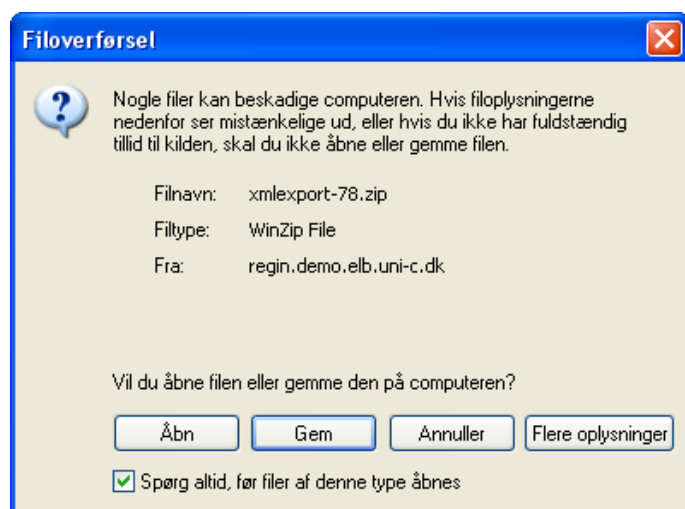 Filoverførsel
Nogle filer kan beskadige computeren. Hvis filoplysningerne
nedenfor ser mistænkelige ud, eller hvis du ikke har fuldstændig
tillid til kilden, skal du ikke åbne eller gemme filen.
Filnavn: xmlexport-78.zip
Filtype: WinZip File
Fra: regin.demo.elb.uni-c.dk
Vil du åbne filen eller gemme den på computeren?
Åbn Gem Annuller Flere oplysninger
Spørg altid, før filer af denne type åbnes